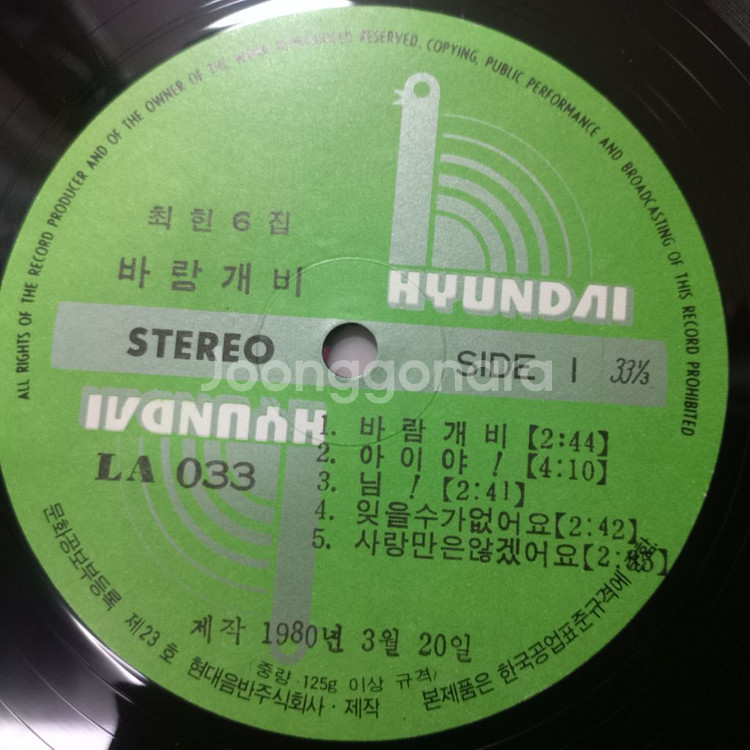 ALL RIGHTS OF THE RECORD PRODUCER AND OF THE OWNER OF THE WORK REPRODUCED RESERVED. COPYING, PUBLIC PERFORMANCE AND BROADCASTING OF THIS RECORD PROHIBITED
최헌 6 집
바랑개비
HYUNDAI
STEREO
SIDE 1 33⅓
Joonggonara
HYUNDAI
LA 033
1. 바람개비【2:44】
2. 아이야 ! 【4:10】
3. 님 ! 【2:41】
4. 잊을수가없어요【2:42】
5. 사랑만은않겠어요
제작 1980년 3월 20일
(중량·125g 이상 규격)
문화공보부등록 제23호 현대음반주식회사·제작
본제품은 한국공업표준규격에